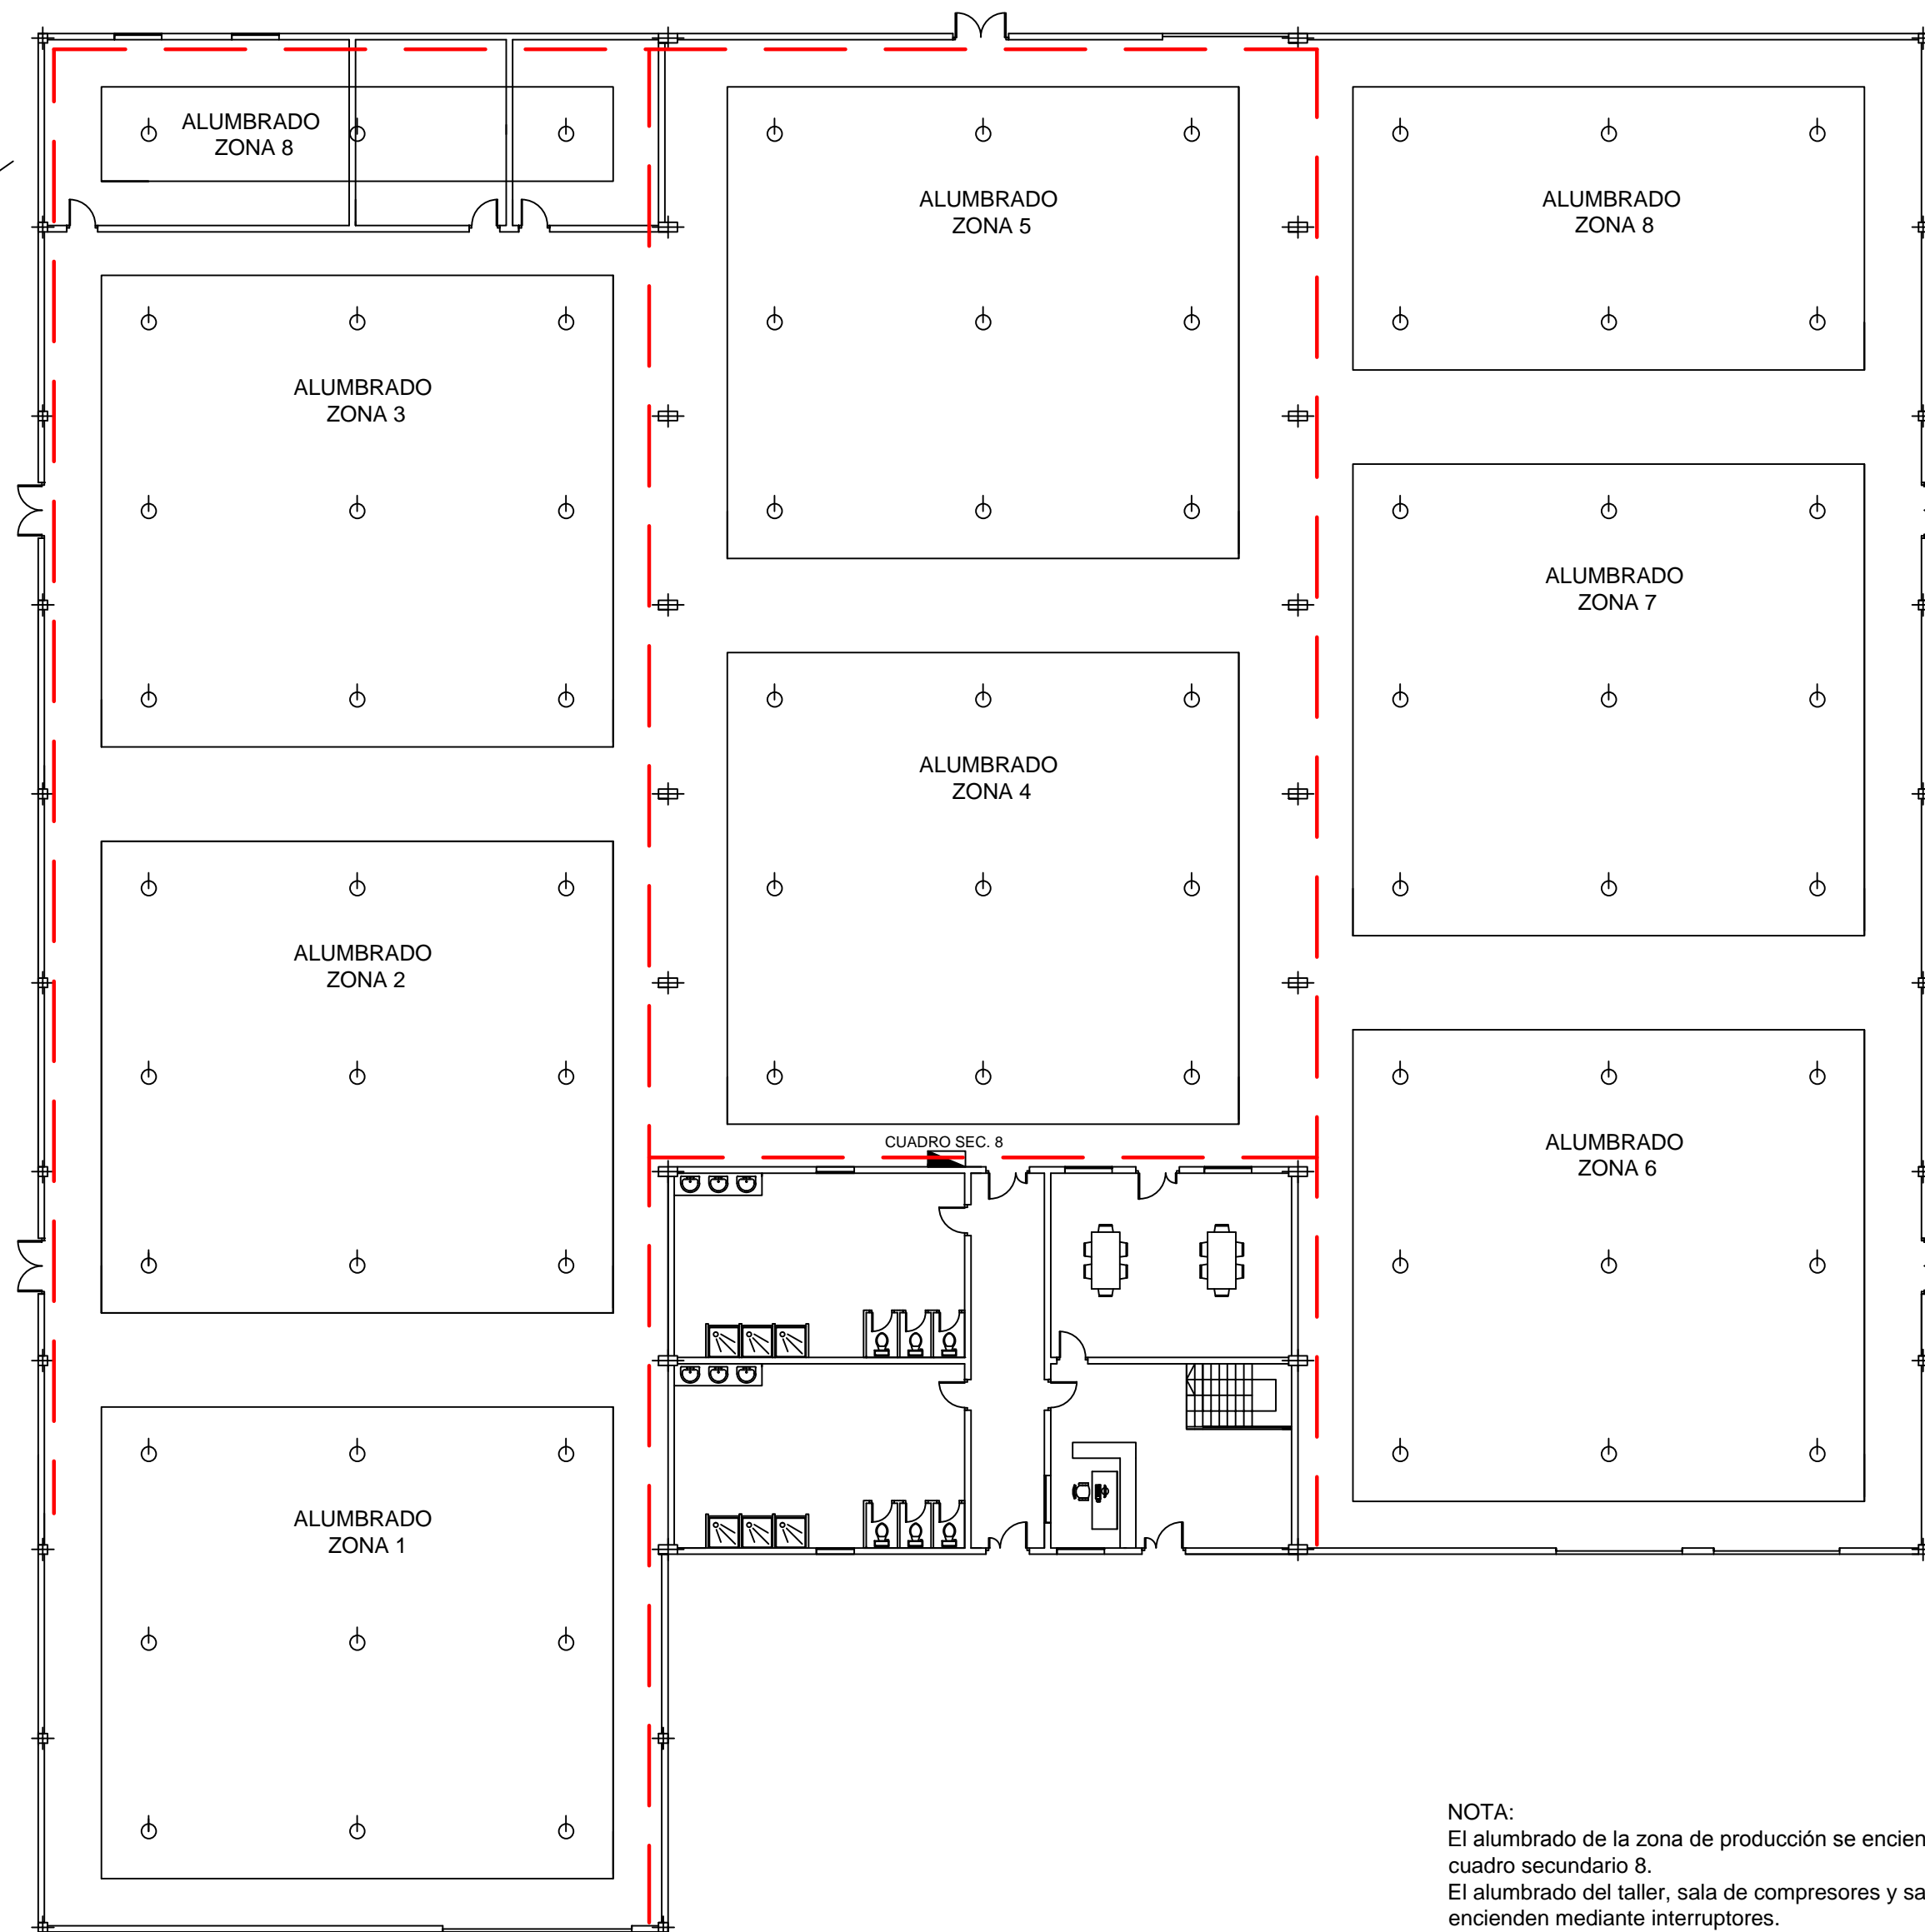 ALUMBRADO
ZONA 8
ALUMBRADO
ZONA 5
ALUMBRADO
ZONA 8
ALUMBRADO
ZONA 3
ALUMBRADO
ZONA 7
ALUMBRADO
ZONA 4
ALUMBRADO
ZONA 2
CUADRO SEC. 8
ALUMBRADO
ZONA 6
ALUMBRADO
ZONA 1
NOTA:
El alumbrado de la zona de producción se
cuadro secundario 8.
El alumbrado del taller, sala de compresores y
encienden mediante interruptores.